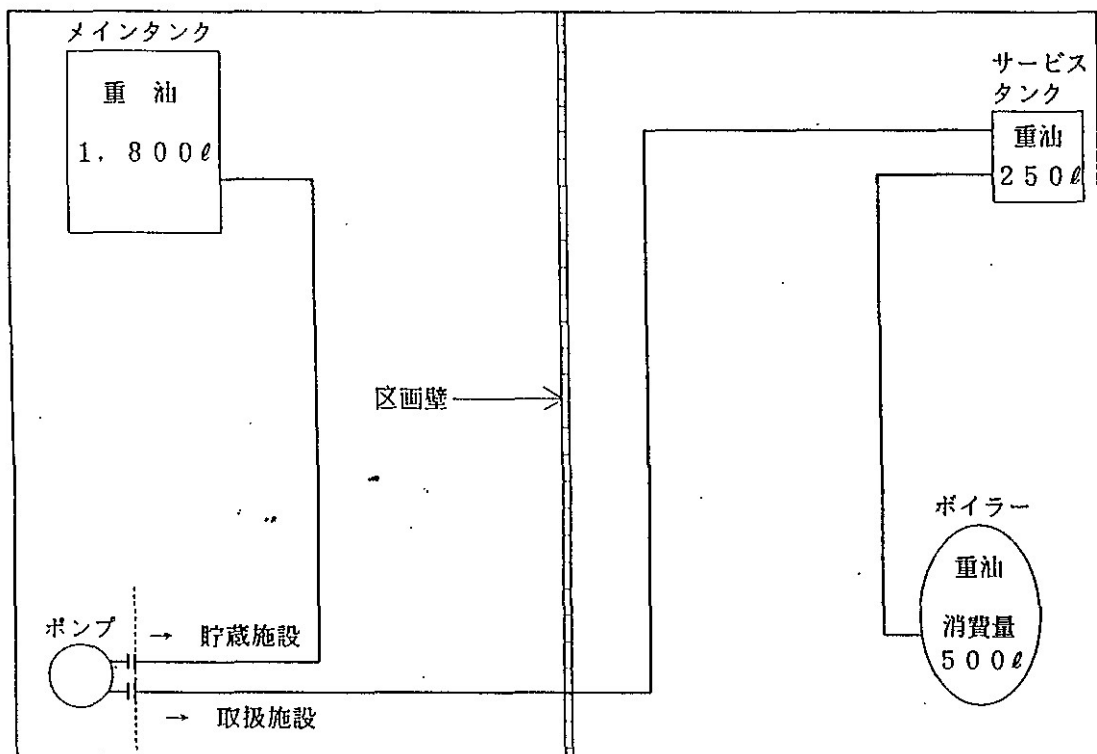 メインタンク
重 油
1,800ℓ
サービス
タンク
重油
250ℓ
区画壁
ボイラー
重油
消費量
500ℓ
ポンプ
→ 貯蔵施設
→ 取扱施設